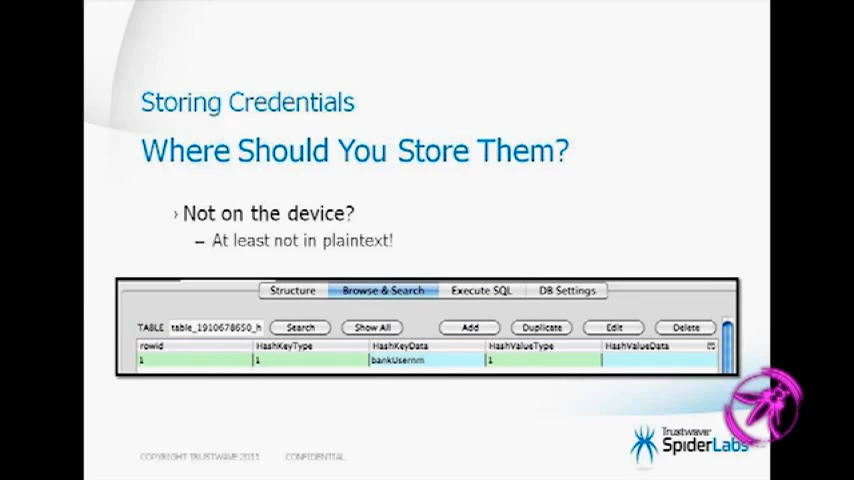 Storing Credentials
Where Should You Store Them?
› Not on the device?
– At least not in plaintext!
Structure Browse & Search Execute SQL DB Settings
TABLE table_1910678650_h Search Show All Add Duplicate Edit Delete
rowid HashKeyType HashKeyData HashValueType HashValueData
1 1 bankUsernm 1
Trustwave
SpiderLabs
COPYRIGHT TRUSTWAVE 2011 CONFIDENTIAL